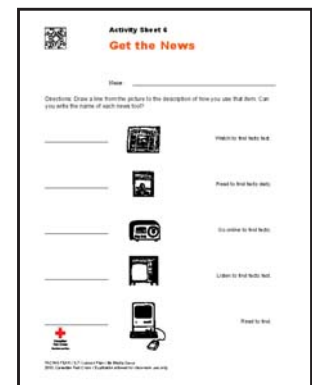 Activity Sheet 6
Get the News
Name
Directions: Draw a line from the picture to the description of how you use that item. Can
you write the name of each news tool?
Watch to find facts fast.
Read to find facts daily.
Go online to find facts.
Listen to find facts fast.
Read to find.